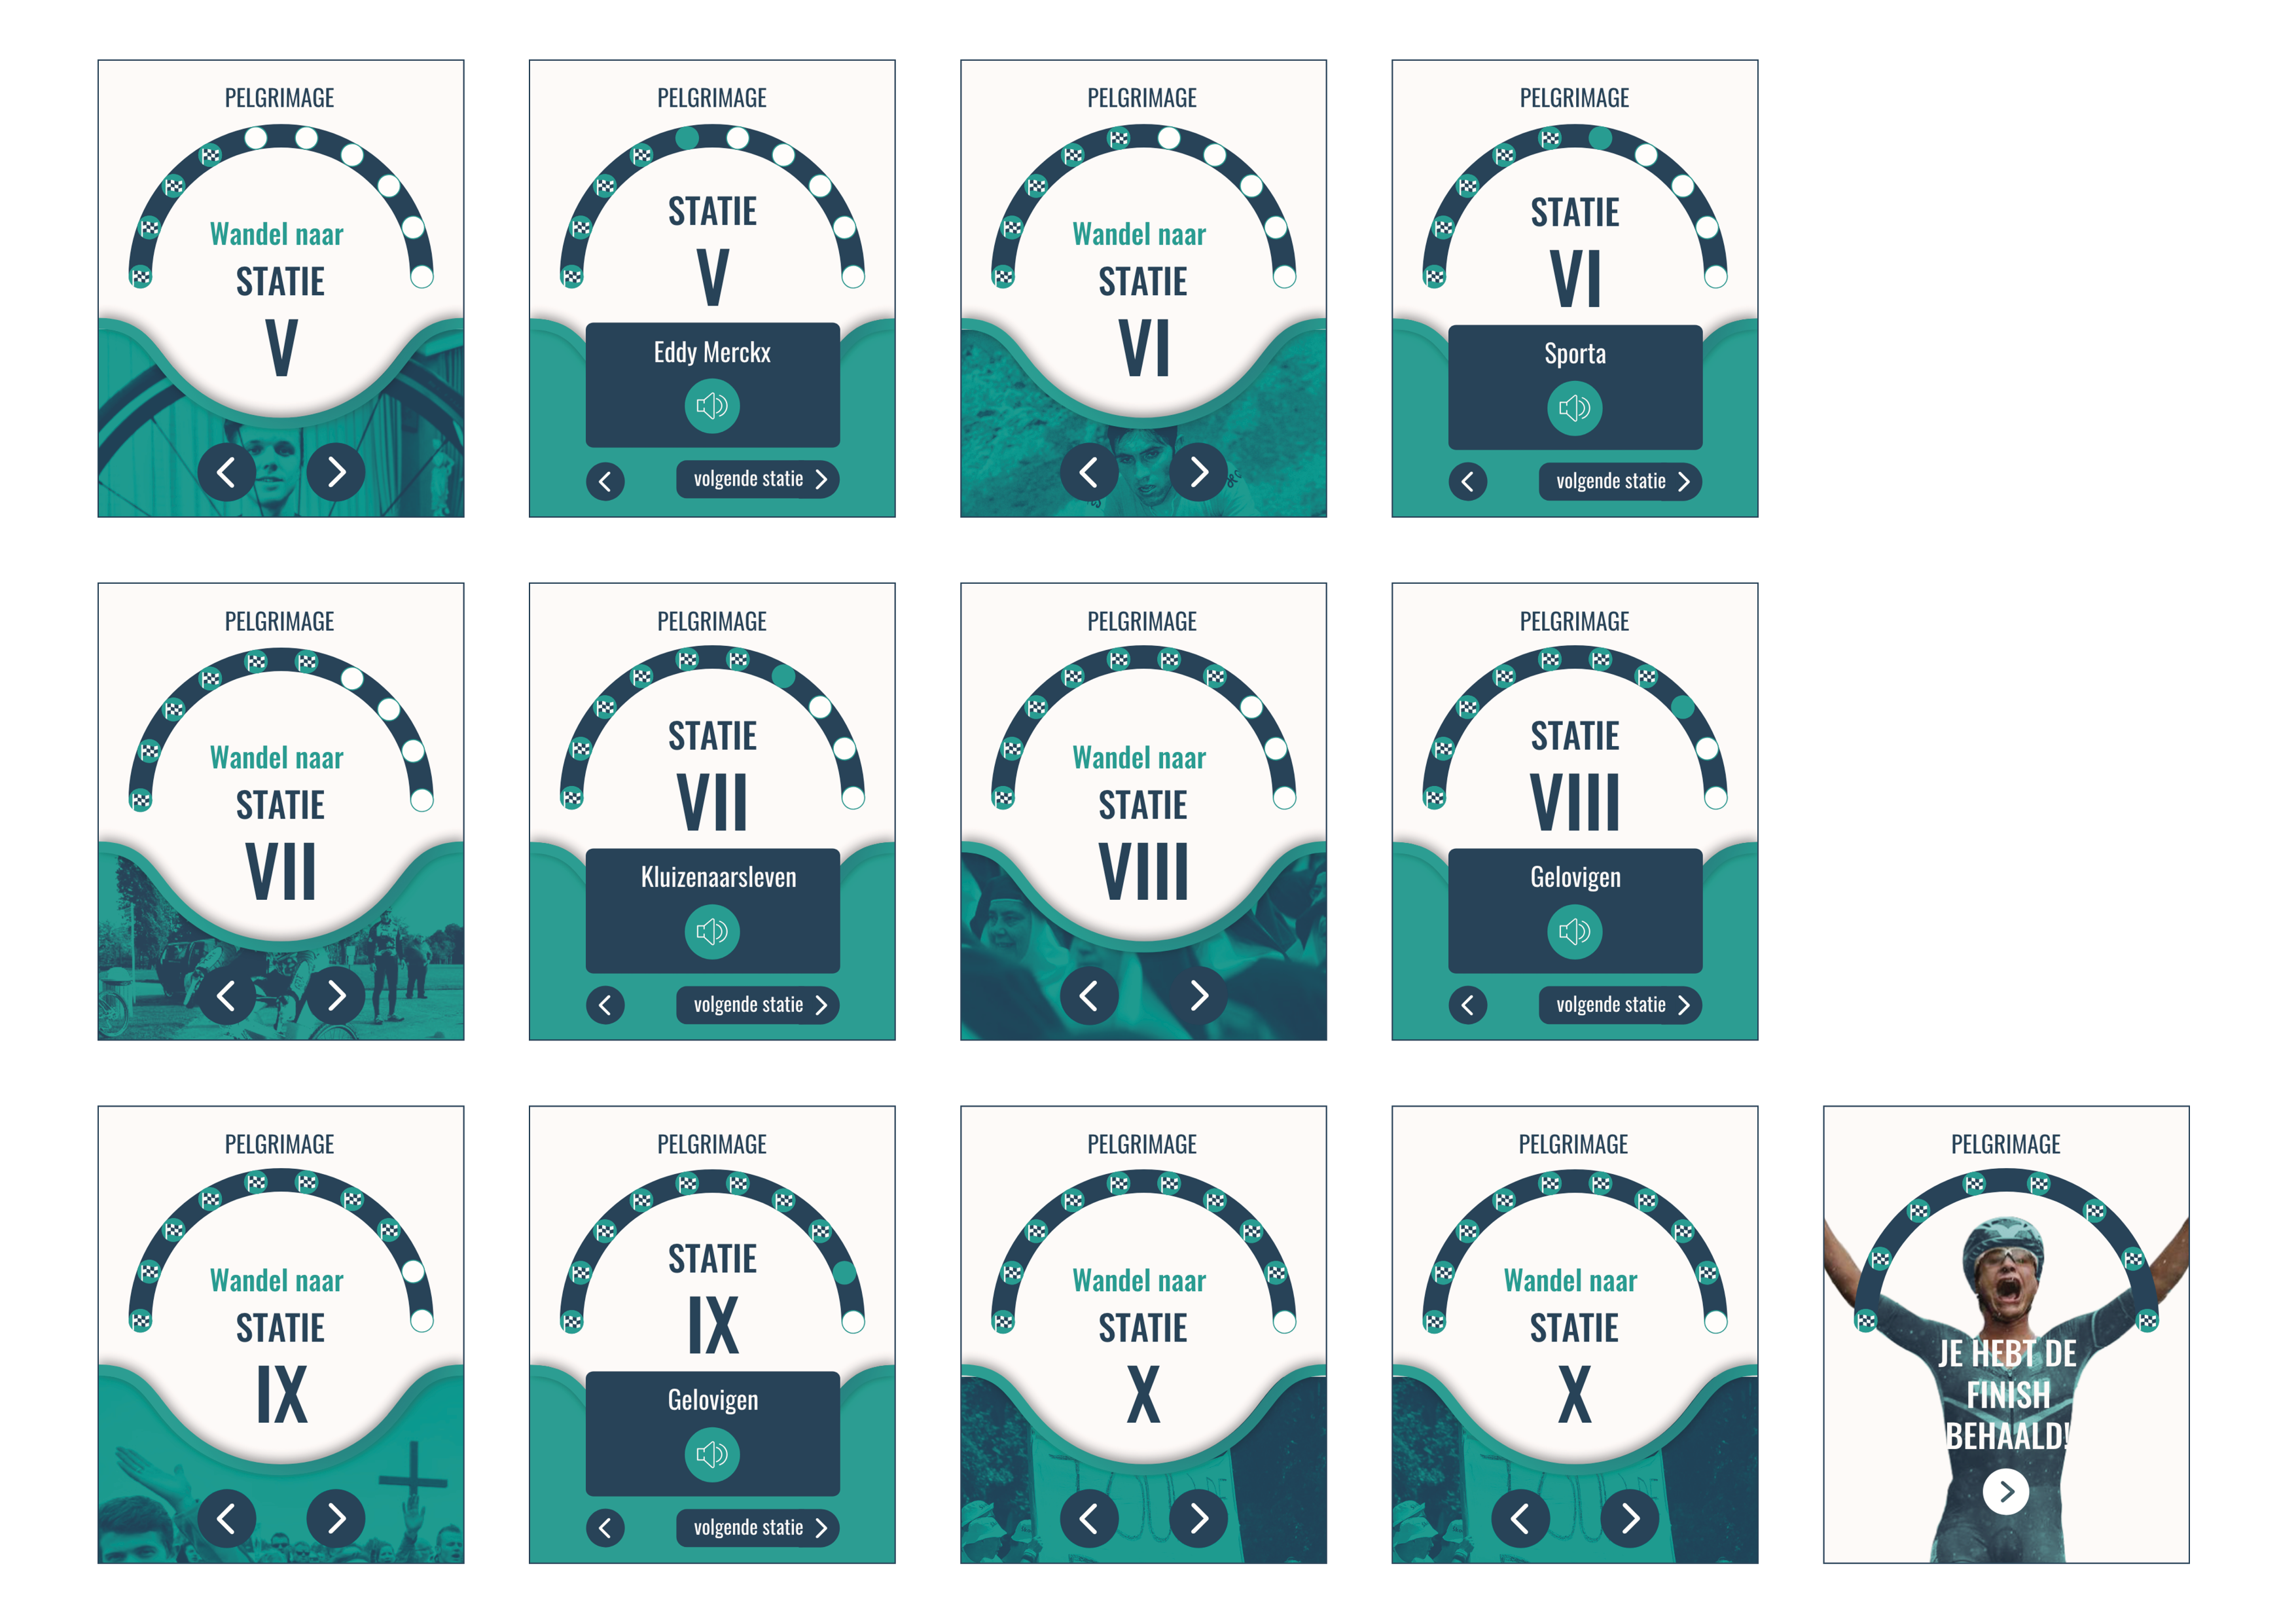 PELGRIMAGE
Wandel naar
STATIE
V
PELGRIMAGE
STATIE
V
Eddy Merckx
volgende statie
PELGRIMAGE
Wandel naar
STATIE
VI
PELGRIMAGE
STATIE
VI
Sporta
volgende statie
PELGRIMAGE
Wandel naar
STATIE
VII
PELGRIMAGE
STATIE
VII
Kluizenaarsleven
volgende statie
PELGRIMAGE
Wandel naar
STATIE
VIII
PELGRIMAGE
STATIE
VIII
Gelovigen
volgende statie
PELGRIMAGE
Wandel naar
STATIE
IX
PELGRIMAGE
STATIE
IX
Gelovigen
volgende statie
PELGRIMAGE
Wandel naar
STATIE
X
PELGRIMAGE
Wandel naar
STATIE
X
PELGRIMAGE
JE HEBT DE
FINISH
BEHAALD!